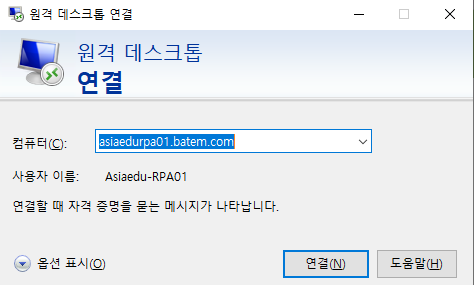 원격 데스크톱 연결
원격 데스크톱
연결
컴퓨터(C): asiaedurpa01.batem.com
사용자 이름: Asiaedu-RPA01
연결할 때 자격 증명을 묻는 메시지가 나타납니다.
옵션 표시(O) 연결(N) 도움말(H)